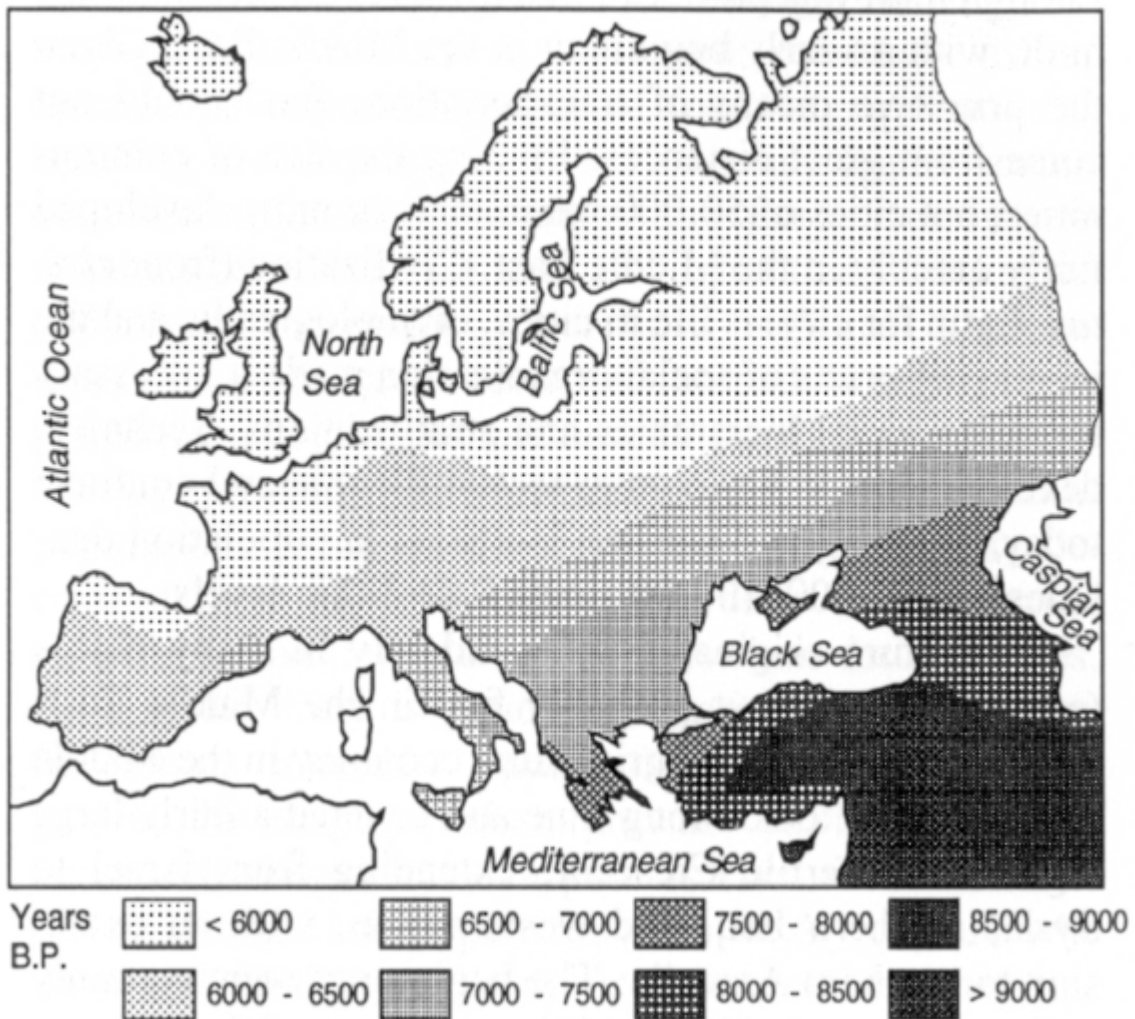 Atlantic Ocean
North
Sea
Baltic Sea
Black Sea
Caspian
Sea
Mediterranean Sea
Years
B.P.
< 6000
6500 - 7000
7500 - 8000
8500 - 9000
6000 - 6500
7000 - 7500
8000 - 8500
> 9000